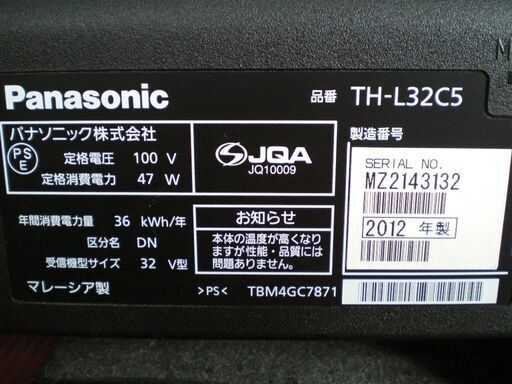 Panasonic
品番 TH-L32C5
パナソニック株式会社
PSE
定格電圧 100 V
定格消費電力 47 W
JQA
JQ10009
製造番号
SERIAL NO.
MZ2143132
2012 年製
年間消費電力量 36 kWh/年
区分名 DN
受信機型サイズ 32 V型
お知らせ
本体の温度が高くなり
ますが性能・品質には
問題ありません。
マレーシア製
>PS<
TBM4GC7871
M